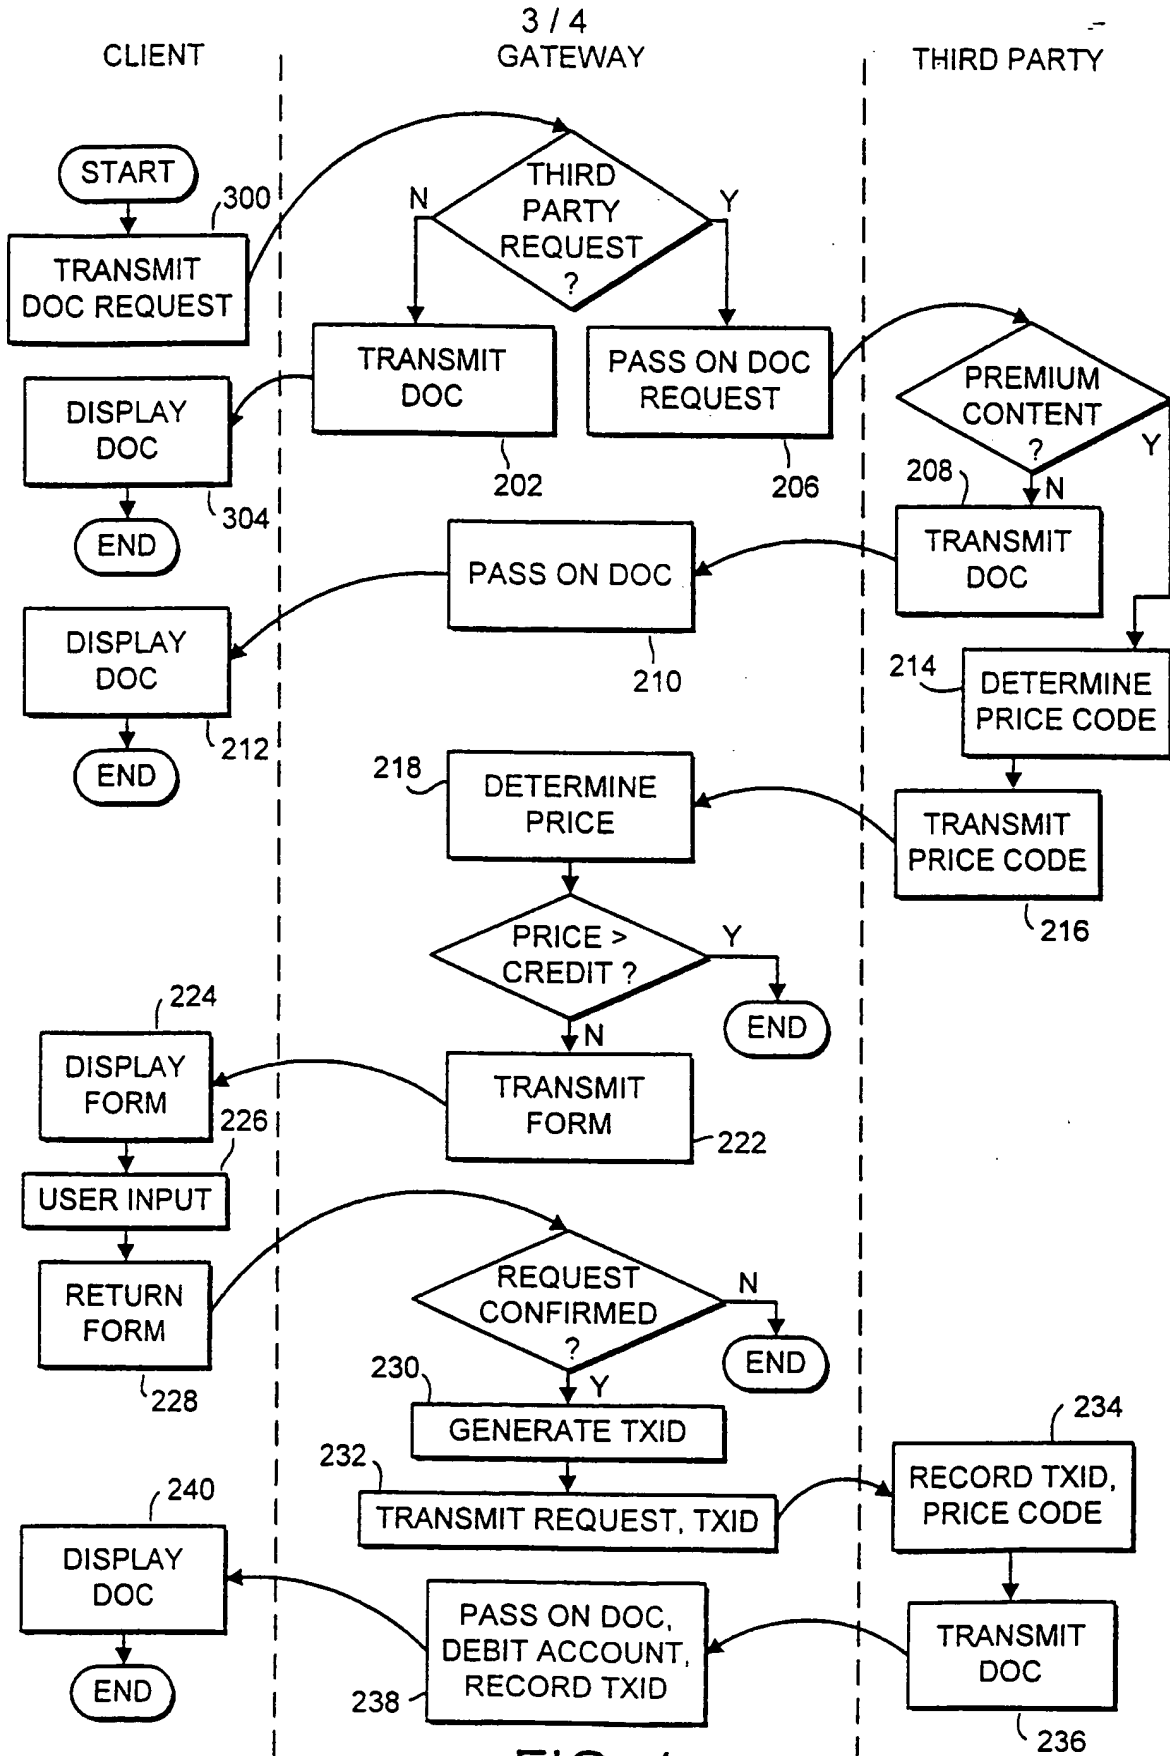 3 / 4
CLIENT
GATEWAY
THIRD PARTY
START
300
TRANSMIT
DOC REQUEST
THIRD
PARTY
REQUEST
?
N
Y
TRANSMIT
DOC
202
PASS ON DOC
REQUEST
206
PREMIUM
CONTENT
?
Y
N
DISPLAY
DOC
304
END
208
TRANSMIT
DOC
PASS ON DOC
210
DISPLAY
DOC
212
END
214
DETERMINE
PRICE CODE
TRANSMIT
PRICE CODE
216
218
DETERMINE
PRICE
PRICE >
CREDIT ?
Y
END
N
TRANSMIT
FORM
222
224
DISPLAY
FORM
226
USER INPUT
RETURN
FORM
228
REQUEST
CONFIRMED
?
N
END
Y
230
GENERATE TXID
232
TRANSMIT REQUEST, TXID
234
RECORD TXID,
PRICE CODE
TRANSMIT
DOC
236
PASS ON DOC,
DEBIT ACCOUNT,
RECORD TXID
238
240
DISPLAY
DOC
END